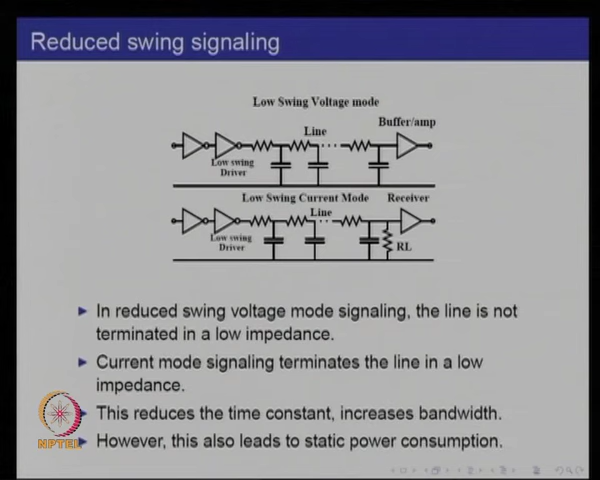 Reduced swing signaling
Low Swing Voltage mode
Buffer/amp
Line
Low swing
Driver
Low Swing Current Mode Receiver
Line
Low swing
Driver
RL
In reduced swing voltage mode signaling, the line is not
terminated in a low impedance.
Current mode signaling terminates the line in a low
impedance.
This reduces the time constant, increases bandwidth.
However, this also leads to static power consumption.
NPTEL